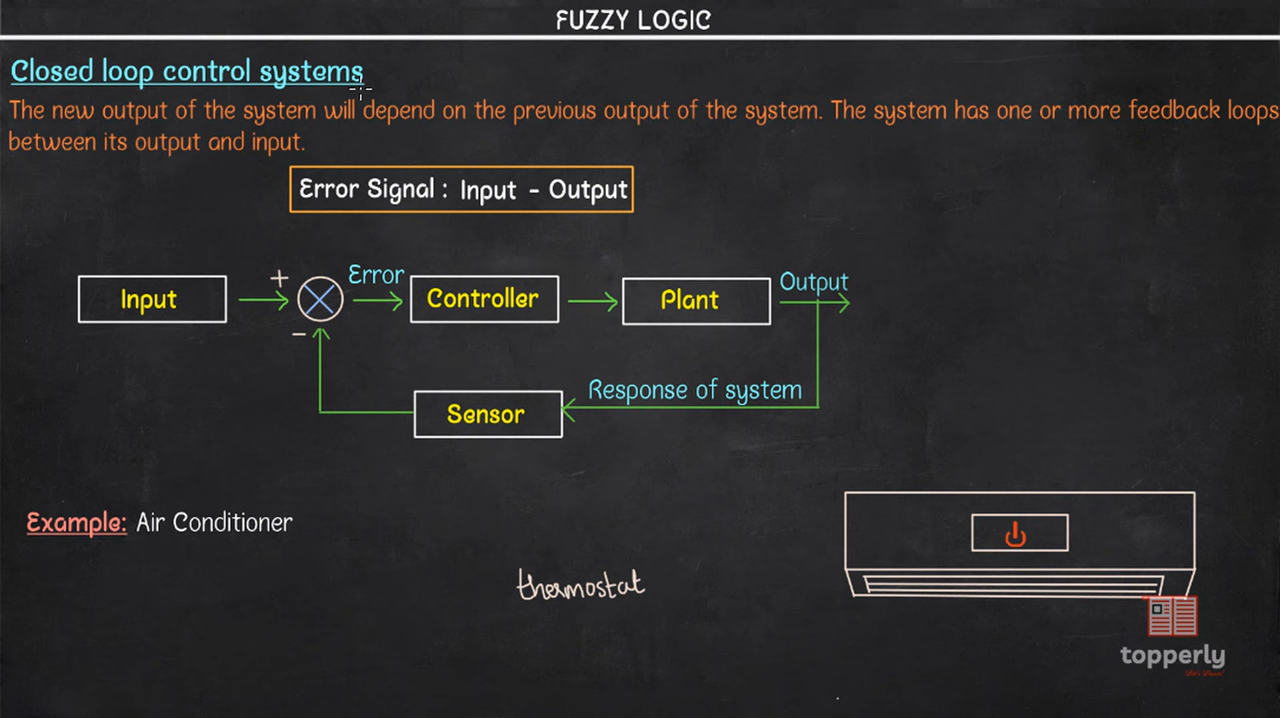 FUZZY LOGIC
Closed loop control systems
The new output of the system will depend on the previous output of the system. The system has one or more feedback loops
between its output and input.
Error Signal : Input - Output
Input
+
-
Error
Controller
Plant
Output
Response of system
Sensor
Example: Air Conditioner
thermostat
topperly